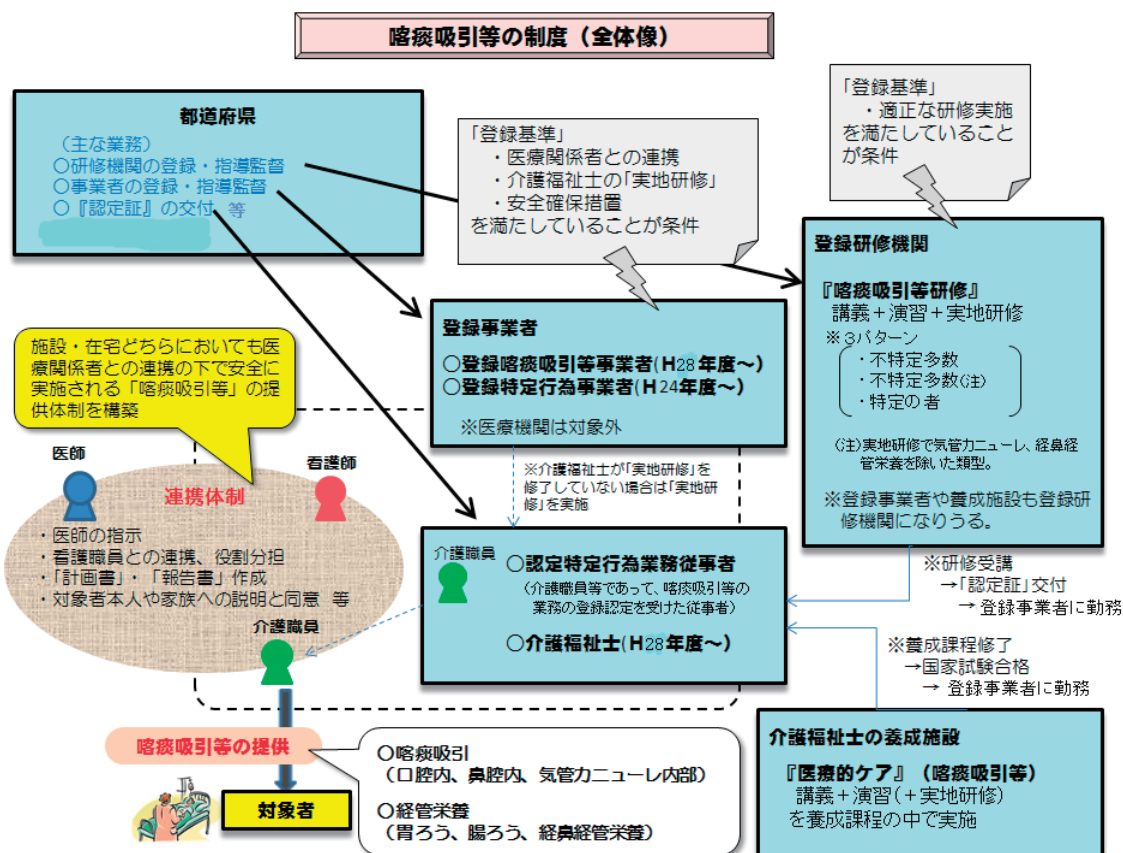 喀痰吸引等の制度（全体像）
都道府県
（主な業務）
○研修機関の登録・指導監督
○事業者の登録・指導監督
○『認定証』の交付 等
「登録基準」
・医療関係者との連携
・介護福祉士の「実地研修」
・安全確保措置
を満たしていることが条件
「登録基準」
・適正な研修実施
を満たしていること
が条件
登録研修機関
『喀痰吸引等研修』
講義＋演習＋実地研修
※３パターン
・不特定多数
・不特定多数（注）
・特定の者
（注）実地研修で気管カニューレ、経鼻経
管栄養を除いた類型。
※登録事業者や養成施設も登録研
修機関になりうる。
登録事業者
○登録喀痰吸引等事業者(H28年度～)
○登録特定行為事業者(H24年度～)
※医療機関は対象外
施設・在宅どちらにおいても医
療関係者との連携の下で安全に
実施される「喀痰吸引等」の提
供体制を構築
医師
看護師
連携体制
・医師の指示
・看護職員との連携、役割分担
・「計画書」・「報告書」作成
・対象者本人や家族への説明と同意 等
介護職員
※介護福祉士が「実地研修」を
修了していない場合は「実地研
修」を実施
介護職員
○認定特定行為業務従事者
（介護職員等であって、喀痰吸引等の
業務の登録認定を受けた従事者）
○介護福祉士(H28年度～)
※研修受講
→「認定証」交付
→ 登録事業者に勤務
※養成課程修了
→国家試験合格
→ 登録事業者に勤務
喀痰吸引等の提供
対象者
○喀痰吸引
（口腔内、鼻腔内、気管カニューレ内部）
○経管栄養
（胃ろう、腸ろう、経鼻経管栄養）
介護福祉士の養成施設
『医療的ケア』（喀痰吸引等）
講義＋演習（＋実地研修）
を養成課程の中で実施